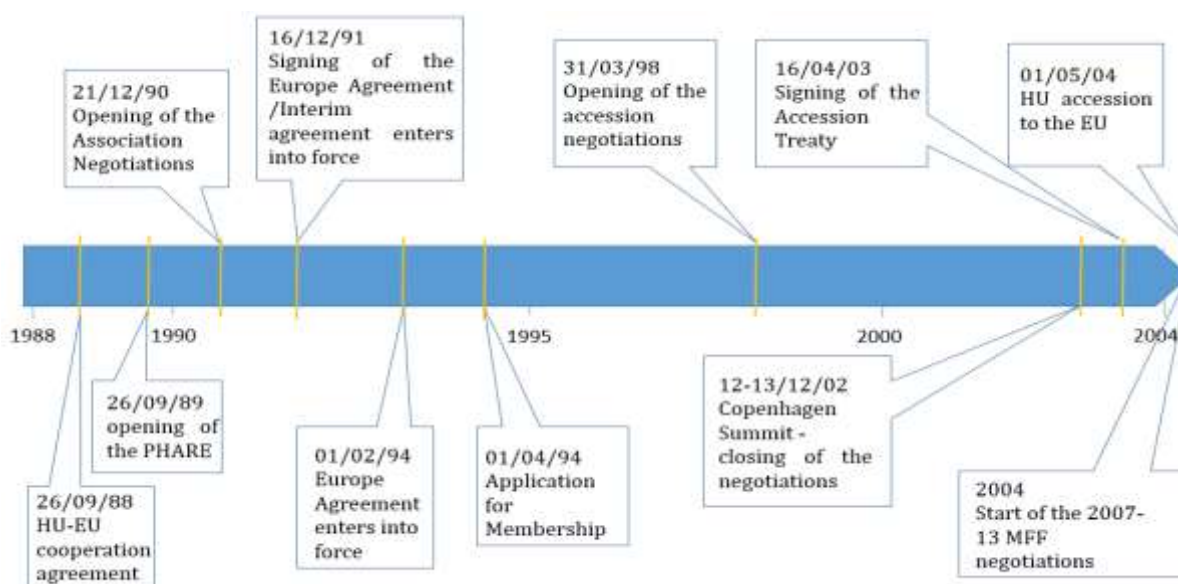 21/12/90
Opening of the
Association
Negotiations
16/12/91
Signing of the
Europe Agreement
/Interim
agreement enters
into force
31/03/98
Opening of the
accession
negotiations
16/04/03
Signing of the
Accession
Treaty
01/05/04
HU accession
to the EU
1988
1990
1995
2000
2004
26/09/88
HU-EU
cooperation
agreement
26/09/89
opening of
the PHARE
01/02/94
Europe
Agreement
enters into
force
01/04/94
Application
for
Membership
12-13/12/02
Copenhagen
Summit -
closing of the
negotiations
2004
Start of the 2007-
13 MFF
negotiations